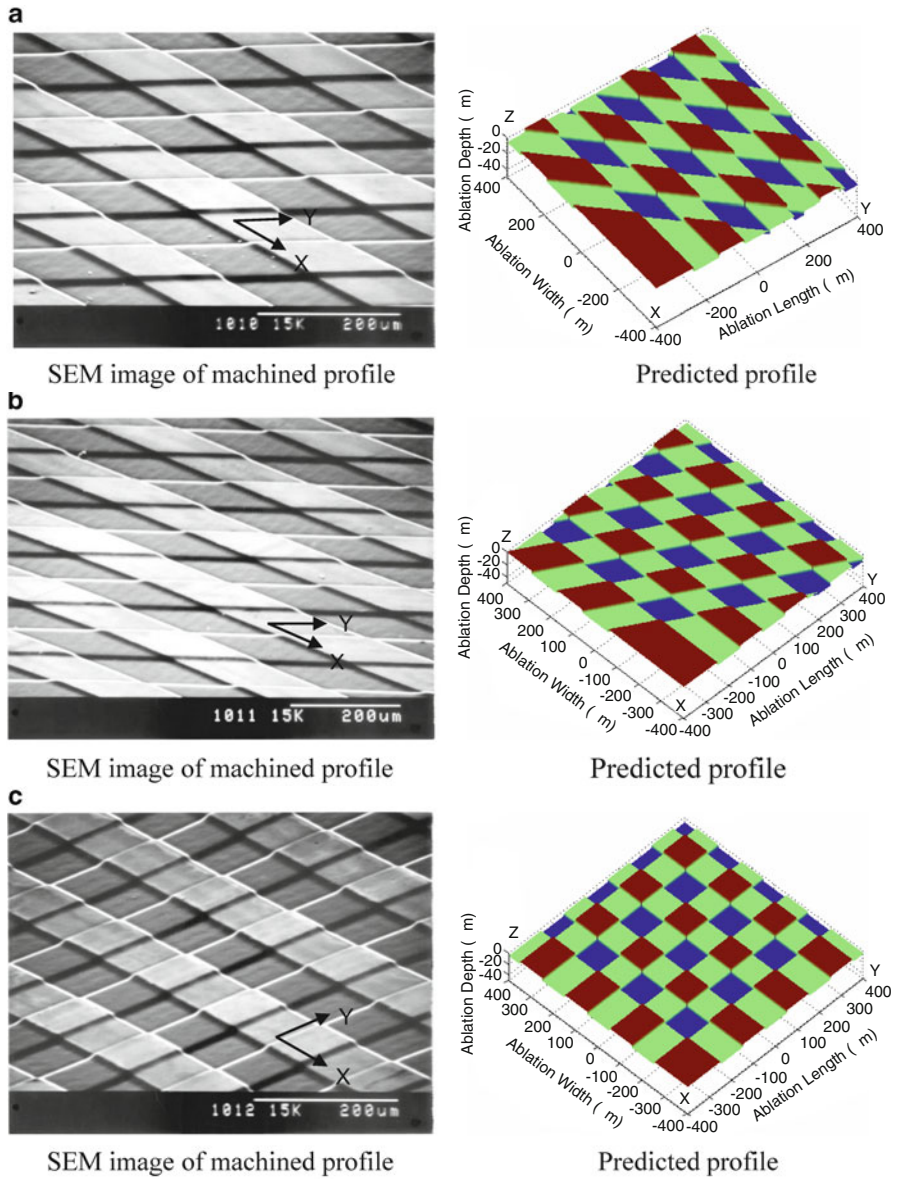 a
Y
X
1010 15K 200um
Z
0
-20
-40
400
200
0
-200
-400
-400
-200
0
200
400
X
Y
Ablation Depth ( m)
Ablation Width ( m)
Ablation Length ( m)
SEM image of machined profile
Predicted profile
b
Y
X
1011 15K 200um
Z
0
-20
-40
400
300
200
100
0
-100
-200
-300
-400
-400
-300
-200
-100
0
100
200
300
400
X
Y
Ablation Depth ( m)
Ablation Width ( m)
Ablation Length ( m)
SEM image of machined profile
Predicted profile
c
Y
X
1012 15K 200um
Z
0
-20
-40
400
300
200
100
0
-100
-200
-300
-400
-400
-300
-200
-100
0
100
200
300
400
X
Y
Ablation Depth ( m)
Ablation Width ( m)
Ablation Length ( m)
SEM image of machined profile
Predicted profile